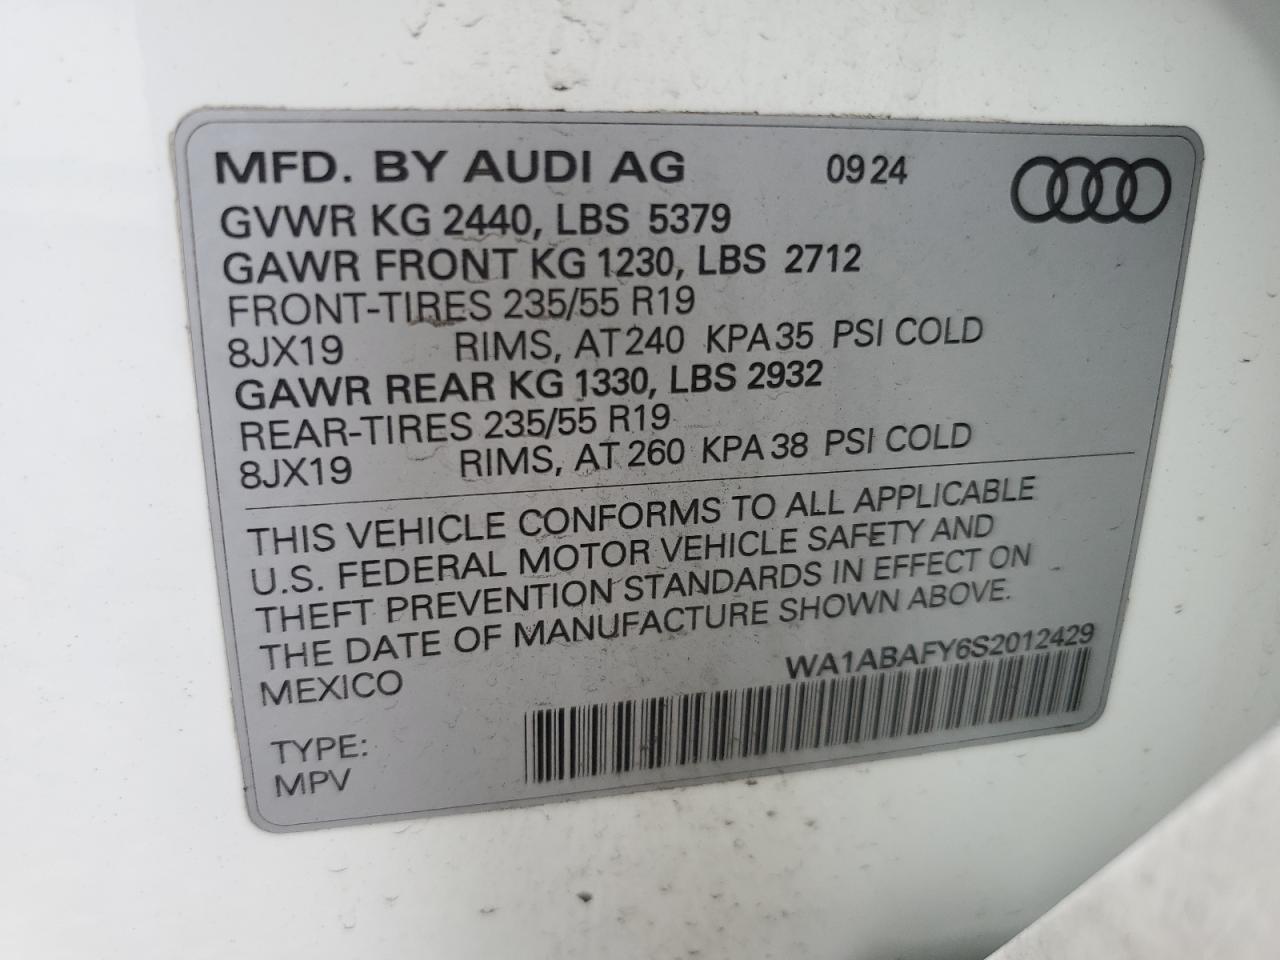 MFD. BY AUDI AG 09 24
GVWR KG 2440, LBS 5379
GAWR FRONT KG 1230, LBS 2712
FRONT-TIRES 235/55 R19
8JX19 RIMS, AT 240 KPA 35 PSI COLD
GAWR REAR KG 1330, LBS 2932
REAR-TIRES 235/55 R19
8JX19 RIMS, AT 260 KPA 38 PSI COLD
THIS VEHICLE CONFORMS TO ALL APPLICABLE
U.S. FEDERAL MOTOR VEHICLE SAFETY AND
THEFT PREVENTION STANDARDS IN EFFECT ON
THE DATE OF MANUFACTURE SHOWN ABOVE.
MEXICO WA1ABAFY6S2012429
TYPE:
MPV